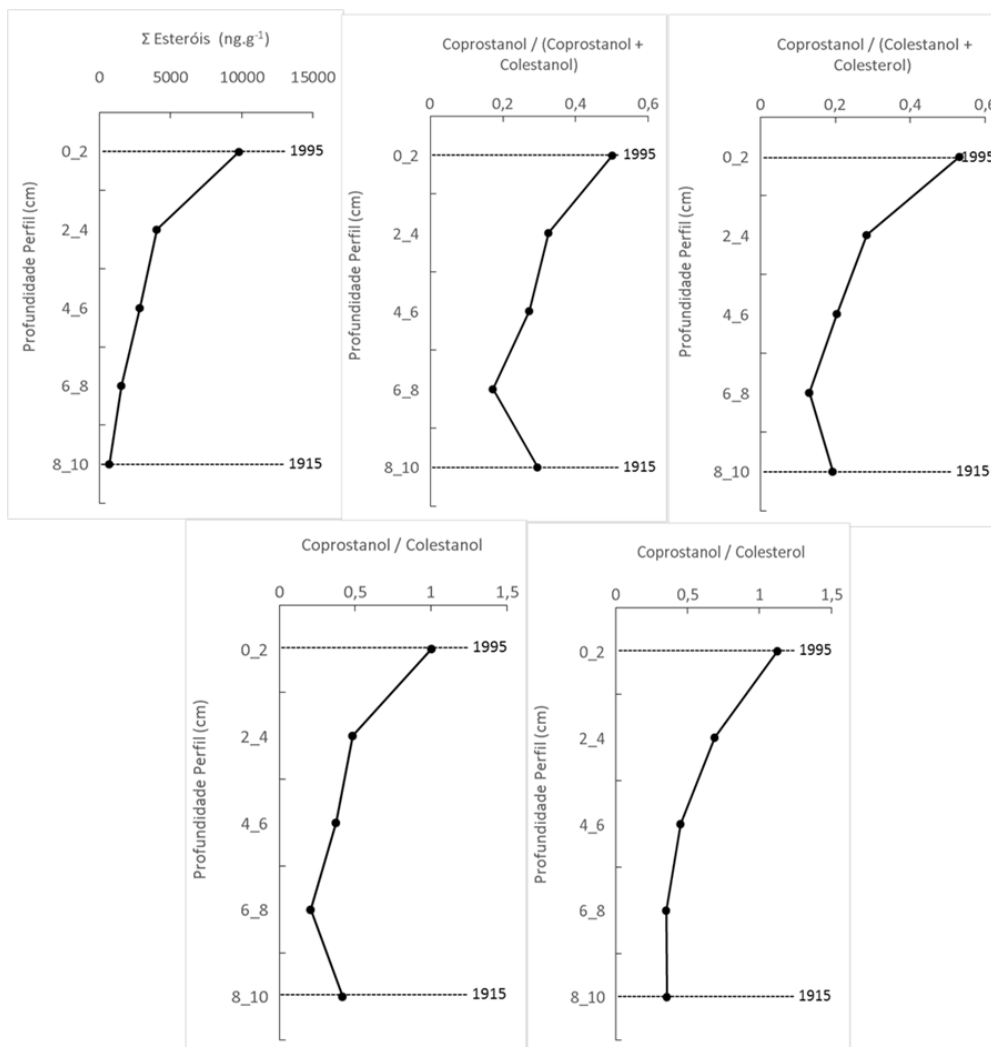 Σ Esteróis (ng.g⁻¹)
0 5000 10000 15000
Profundidade Perfil (cm)
0_2
2_4
4_6
6_8
8_10
1995
1915
Coprostanol / (Coprostanol +
Colestanol)
0 0,2 0,4 0,6
Profundidade Perfil (cm)
0_2
2_4
4_6
6_8
8_10
1995
1915
Coprostanol / (Colestanol +
Colesterol)
0 0,2 0,4 0,6
Profundidade Perfil (cm)
0_2
2_4
4_6
6_8
8_10
1995
1915
Coprostanol / Colestanol
0 0,5 1 1,5
Profundidade Perfil (cm)
0_2
2_4
4_6
6_8
8_10
1995
1915
Coprostanol / Colesterol
0 0,5 1 1,5
Profundidade Perfil (cm)
0_2
2_4
4_6
6_8
8_10
1995
1915